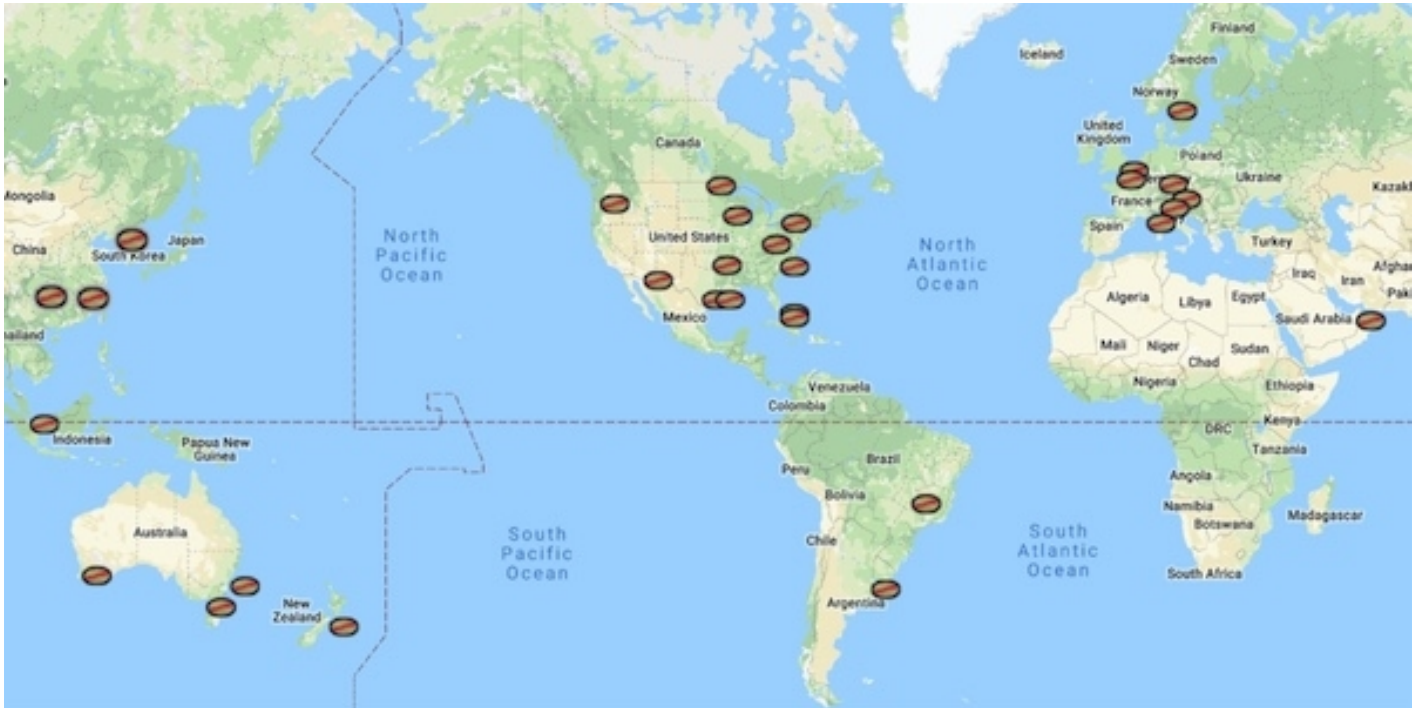 Finland
Iceland
Sweden
Norway
United
Kingdom
Canada
Poland
Ukraine
Mongolia
Kazakh
France
China
South Korea
Japan
North
Pacific
Ocean
United States
North
Atlantic
Ocean
Spain
Turkey
Iraq
Iran
Afghan
Paki
Algeria
Libya
Egypt
Saudi Arabia
Mexico
hailand
Mali
Niger
Chad
Sudan
Nigeria
Ethiopia
Venezuela
Colombia
Kenya
DRC
Indonesia
Papua New
Guinea
Tanzania
Brazil
Peru
Angola
Bolivia
Namibia
Botswana
Madagascar
Australia
South
Pacific
Ocean
Chile
South
Atlantic
Ocean
South Africa
New
Zealand
Argentina